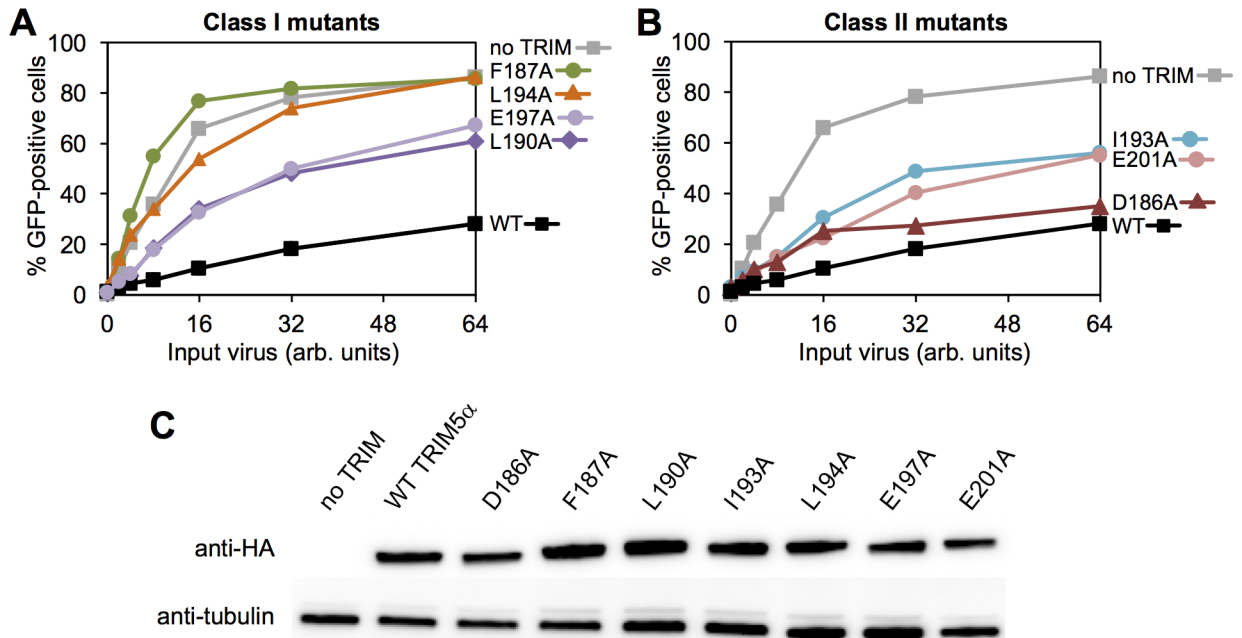 A
Class I mutants
% GFP-positive cells
100
80
60
40
20
0
0
16
32
48
64
Input virus (arb. units)
no TRIM
F187A
L194A
E197A
L190A
WT
B
Class II mutants
% GFP-positive cells
100
80
60
40
20
0
0
16
32
48
64
Input virus (arb. units)
no TRIM
I193A
E201A
D186A
WT
C
no TRIM
WT TRIM5α
D186A
F187A
L190A
I193A
L194A
E197A
E201A
anti-HA
anti-tubulin